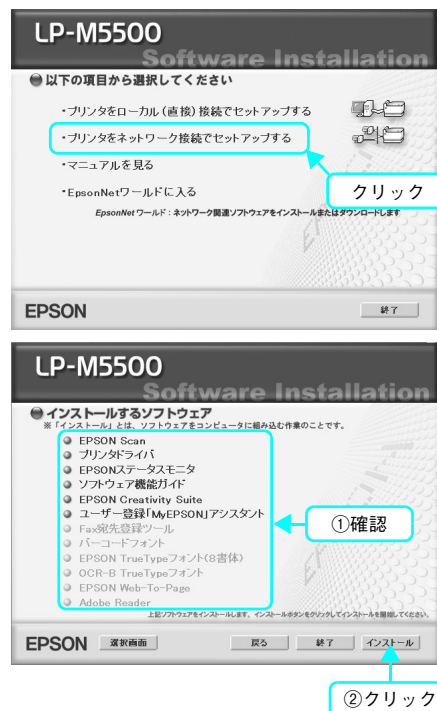 LP-M5500
Software Installation
以下の項目から選択してください
・プリンタをローカル（直接）接続でセットアップする
・プリンタをネットワーク接続でセットアップする
・マニュアルを見る
クリック
・EpsonNetワールドに入る
EpsonNet ワールド：ネットワーク関連ソフトウェアをインストールまたはダウンロードします
EPSON
終了
LP-M5500
Software Installation
インストールするソフトウェア
※「インストール」とは、ソフトウェアをコンピュータに組み込む作業のことです。
EPSON Scan
プリンタドライバ
EPSONステータスモニタ
ソフトウェア機能ガイド
EPSON Creativity Suite
ユーザー登録「MyEPSON」アシスタント
①確認
Fax宛先登録ツール
バーコードフォント
EPSON TrueTypeフォント(8書体)
OCR-B TrueTypeフォント
EPSON Web-To-Page
Adobe Reader
上記ソフトウェアをインストールします。インストールボタンをクリックしてインストールを開始してください。
EPSON
選択画面
戻る
終了
インストール
②クリック